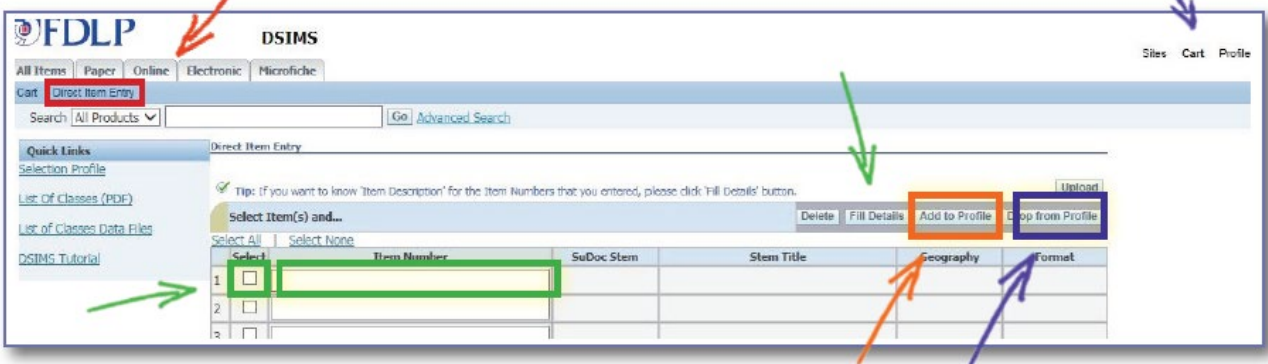 FDLP
DSIMS
Sites Cart Profile
All Items Paper Online Electronic Microfiche
Cart Direct Item Entry
Search All Products Go Advanced Search
Quick Links
Selection Profile
List Of Classes (PDF)
List of Classes Data Files
DSIMS Tutorial
Direct Item Entry
Tip: If you want to know 'Item Description' for the Item Numbers that you entered, please click 'Fill Details' button.
Upload
Select Item(s) and...
Delete Fill Details Add to Profile Drop from Profile
Select All | Select None
Select Item Number SuDoc Stem Stem Title Geography Format
1
2
3